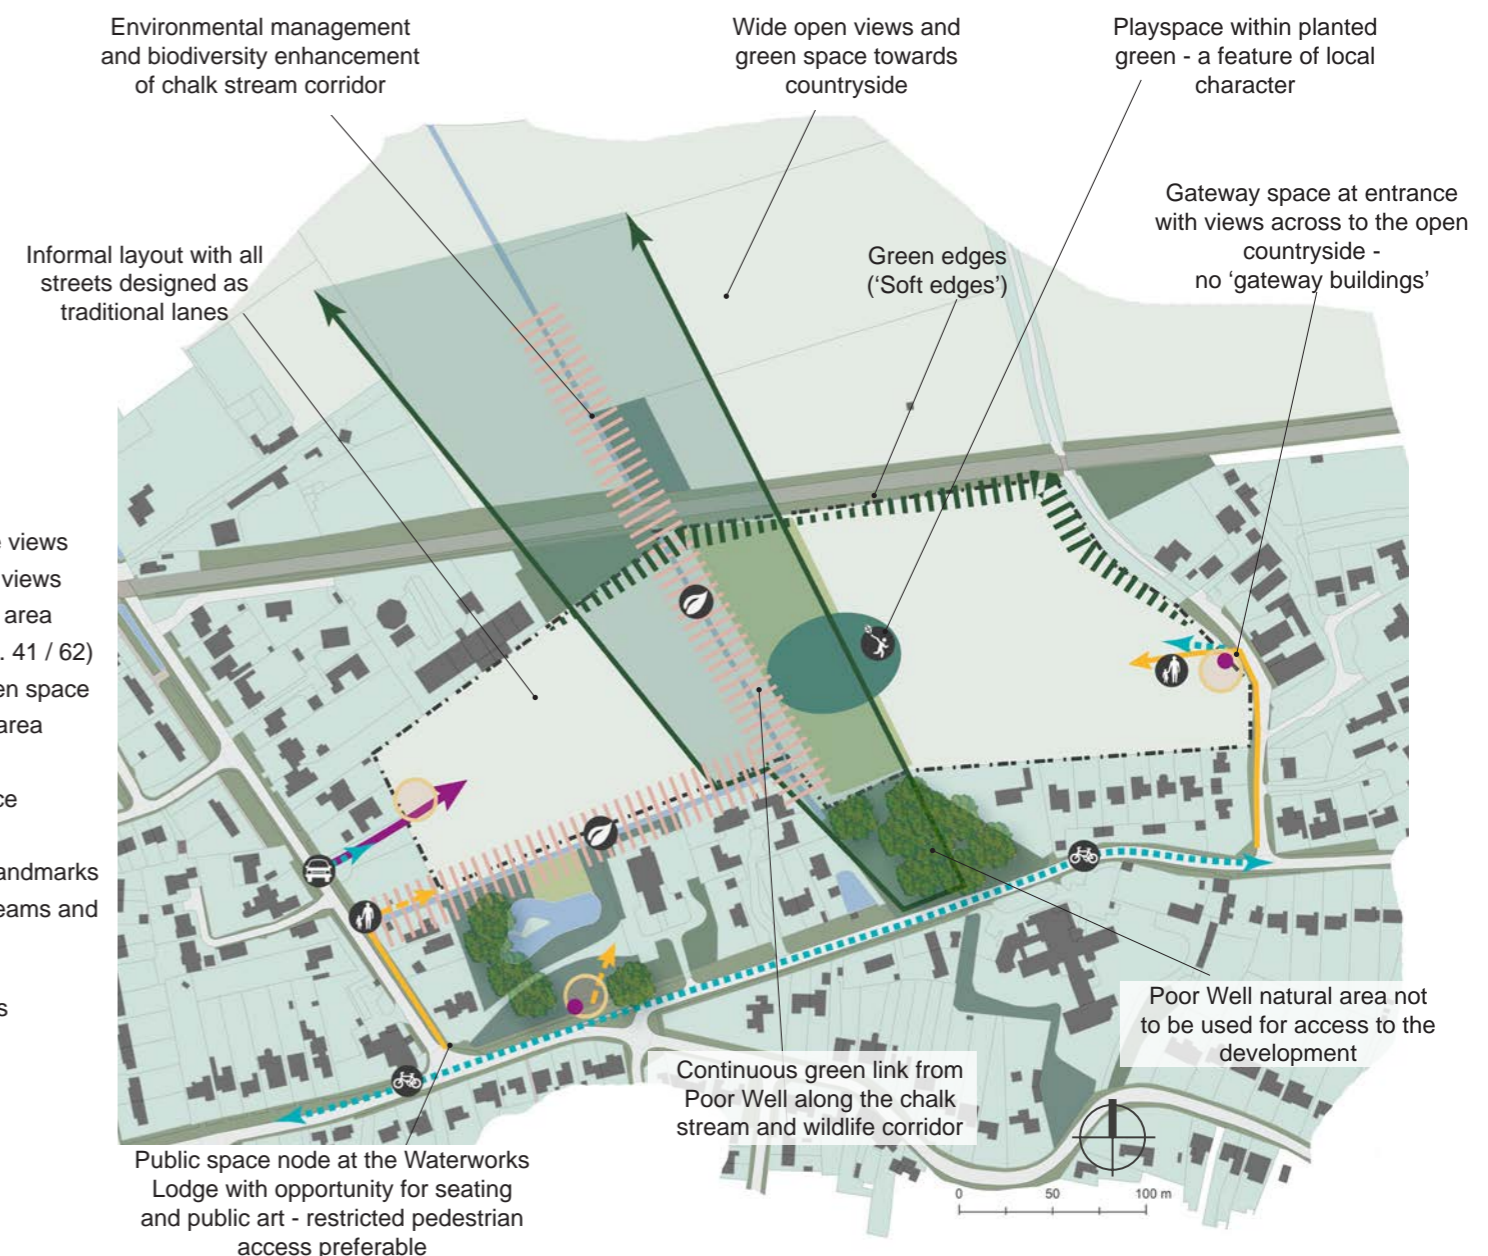 Environmental management
and biodiversity enhancement
of chalk stream corridor
Wide open views and
green space towards
countryside
Playspace within planted
green - a feature of local
character
Gateway space at entrance
with views across to the open
countryside -
no ‘gateway buildings’
Informal layout with all
streets designed as
traditional lanes
Green edges
(‘Soft edges’)
views
views
area
. 41 / 62)
en space
area
ce
andmarks
eams and
s
Poor Well natural area not
to be used for access to the
development
Continuous green link from
Poor Well along the chalk
stream and wildlife corridor
Public space node at the Waterworks
Lodge with opportunity for seating
and public art - restricted pedestrian
access preferable
0 50 100 m